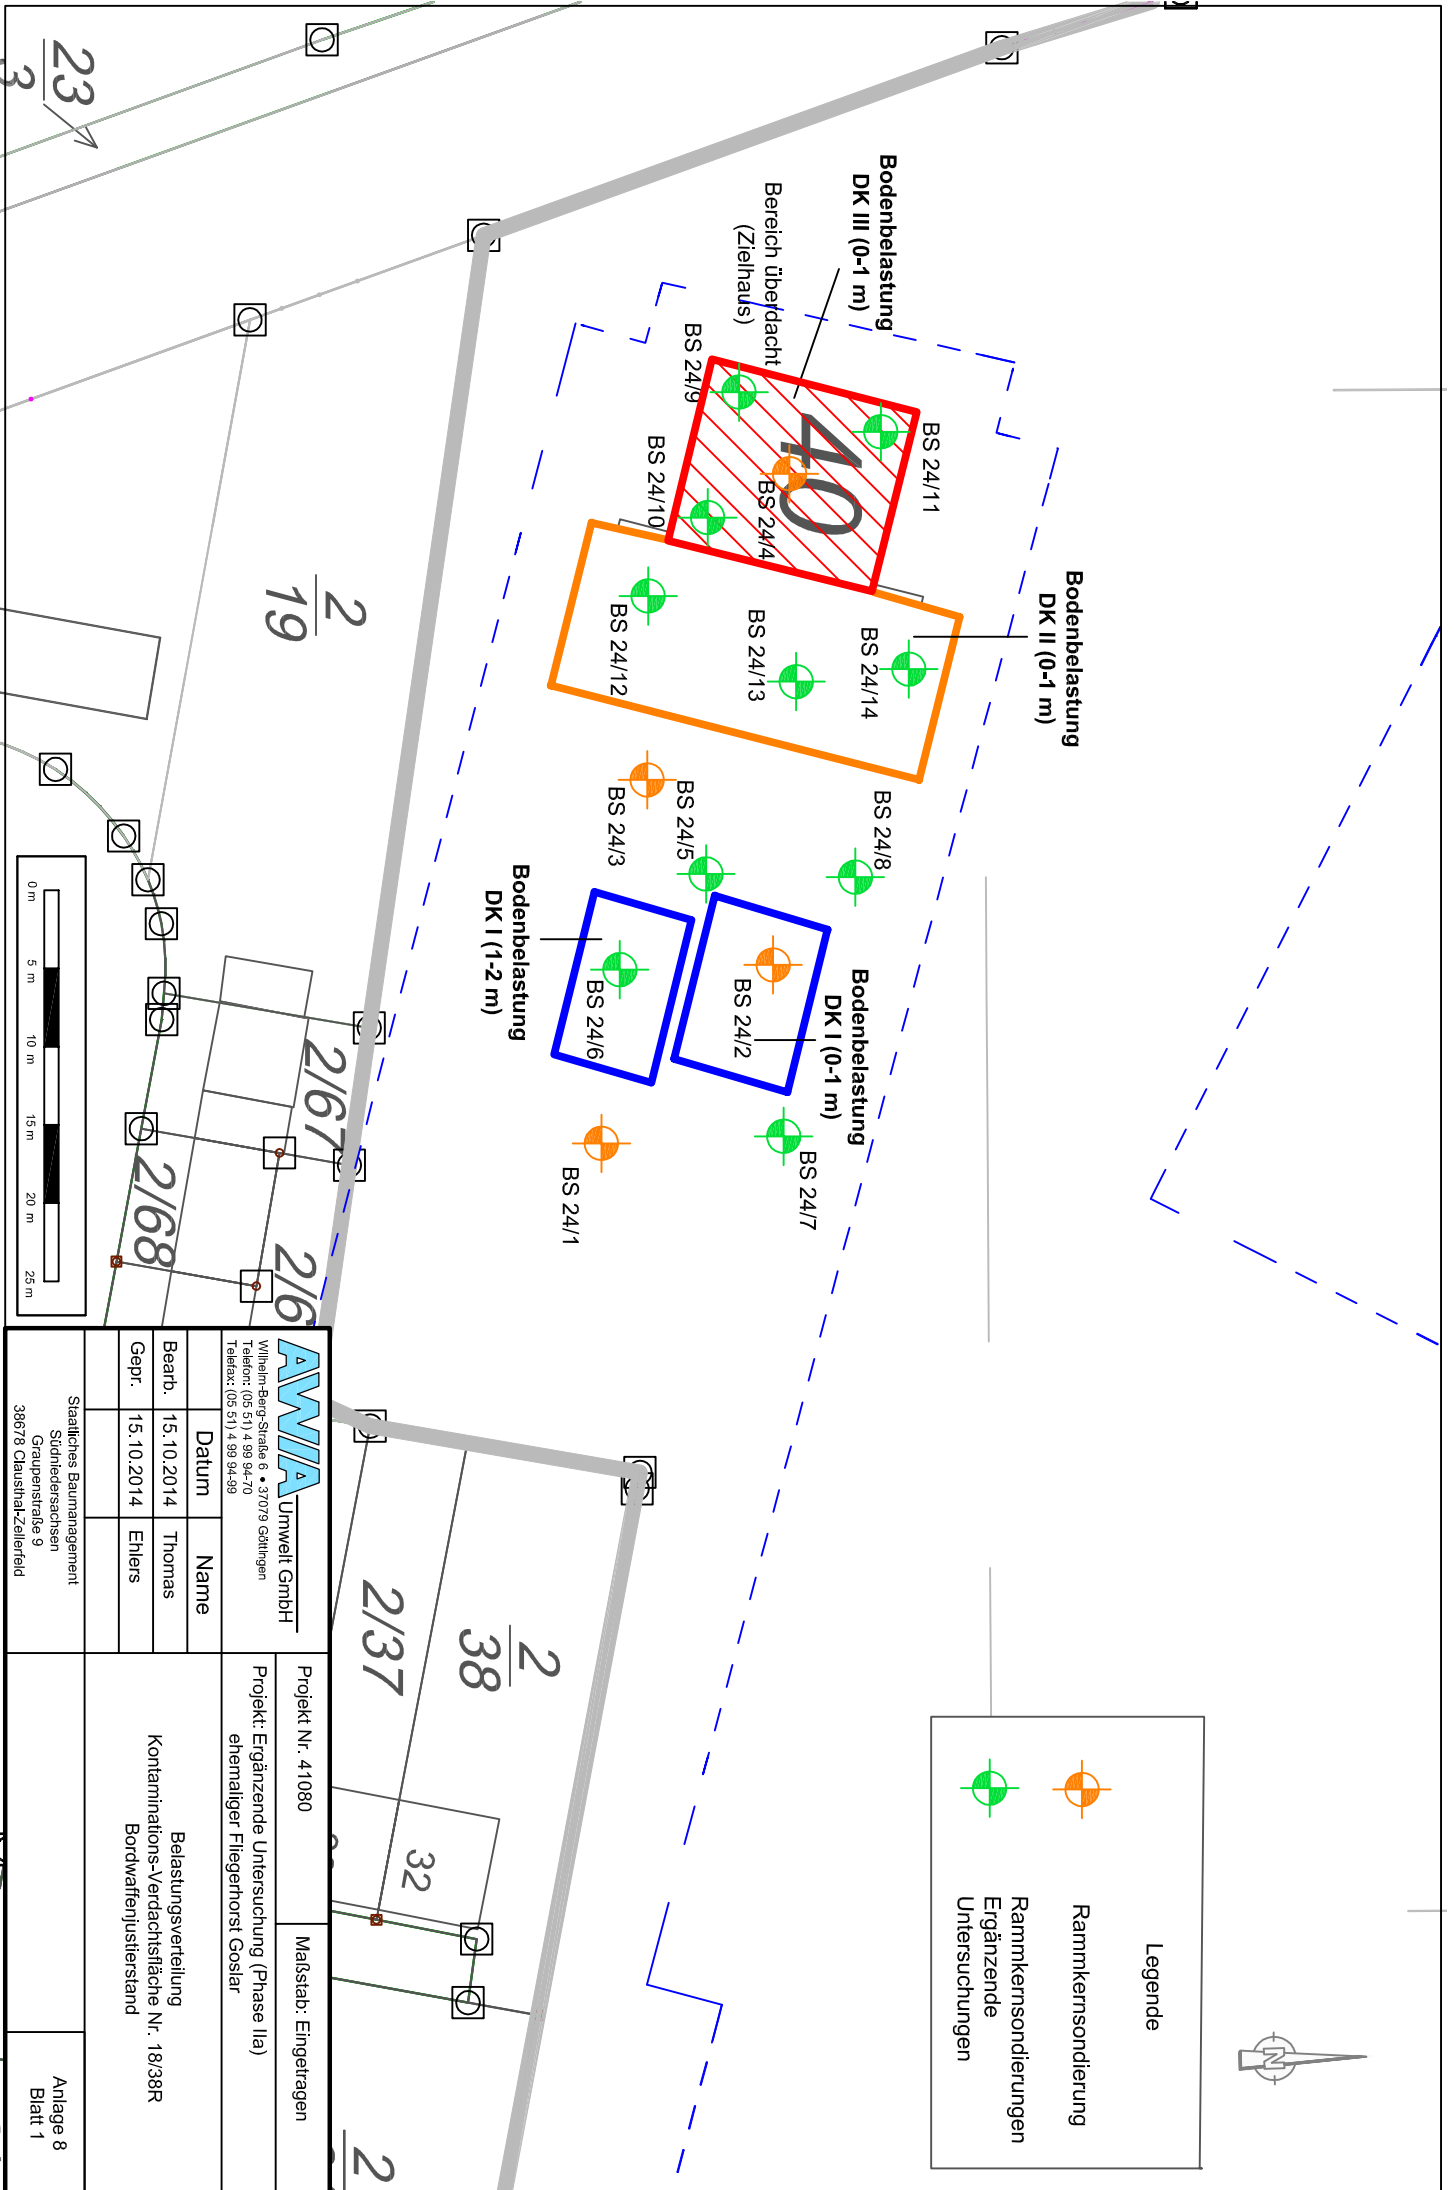 23
3
Bodenbelastung
DK III (0-1 m)
Bereich überdacht
(Zielhaus)
BS 24/9
BS 24/11
40
BS 24/4
BS 24/10
Bodenbelastung
DK II (0-1 m)
BS 24/14
BS 24/13
BS 24/12
2
19
BS 24/8
BS 24/5
BS 24/3
Bodenbelastung
DK I (0-1 m)
BS 24/2
Bodenbelastung
DK I (1-2 m)
BS 24/6
BS 24/7
BS 24/1
2/67
2/68
2/6
0 m
5 m
10 m
15 m
20 m
25 m
2
38
2/37
32
2
Legende
Rammkernsondierung
Rammkernsondierungen
Ergänzende
Untersuchungen
N
AWIA Umwelt GmbH
Wilhelm-Berg-Straße 6 • 37079 Göttingen
Telefon: (05 51) 4 99 94-70
Telefax: (05 51) 4 99 94-99
Datum Name
Bearb. 15.10.2014 Thomas
Gepr. 15.10.2014 Ehlers
Staatliches Baumanagement
Südniedersachsen
Graupenstraße 9
38678 Clausthal-Zellerfeld
Projekt Nr. 41080
Maßstab: Eingetragen
Projekt: Ergänzende Untersuchung (Phase IIa)
ehemaliger Fliegerhorst Goslar
Belastungsverteilung
Kontaminations-Verdachtsfläche Nr. 18/38R
Bordwaffenjustierstand
Anlage 8
Blatt 1